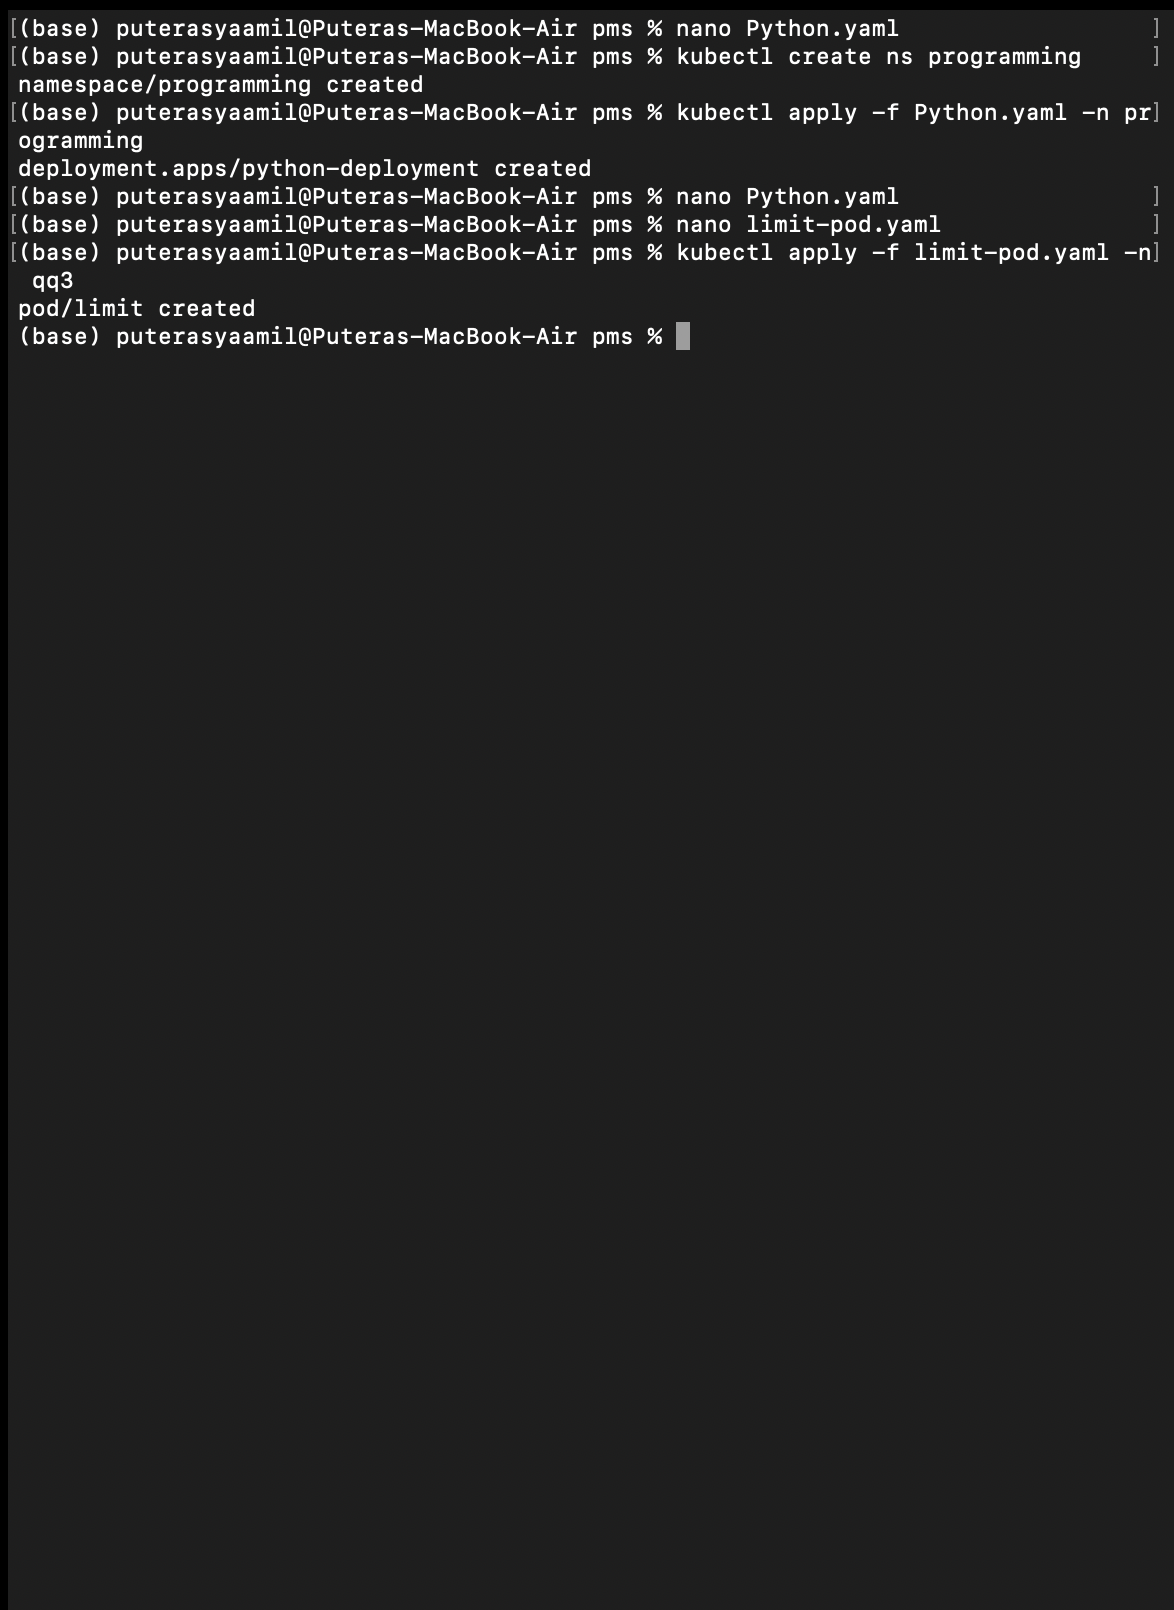 [(base) puterasyaamil@Puteras-MacBook-Air pms % nano Python.yaml ]
[(base) puterasyaamil@Puteras-MacBook-Air pms % kubectl create ns programming ]
namespace/programming created
[(base) puterasyaamil@Puteras-MacBook-Air pms % kubectl apply -f Python.yaml -n pr]
ogramming
deployment.apps/python-deployment created
[(base) puterasyaamil@Puteras-MacBook-Air pms % nano Python.yaml ]
[(base) puterasyaamil@Puteras-MacBook-Air pms % nano limit-pod.yaml ]
[(base) puterasyaamil@Puteras-MacBook-Air pms % kubectl apply -f limit-pod.yaml -n]
 qq3
pod/limit created
(base) puterasyaamil@Puteras-MacBook-Air pms %